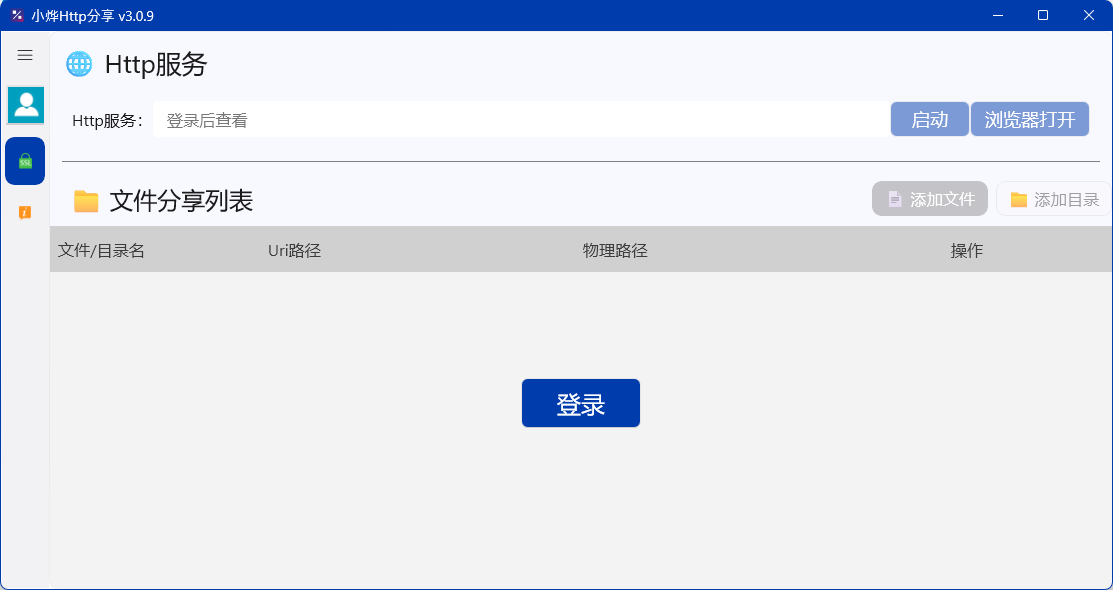 小烨Http分享 v3.0.9
Http服务
Http服务： 登录后查看 启动 浏览器打开
文件分享列表 添加文件 添加目录
文件/目录名 Uri路径 物理路径 操作
登录